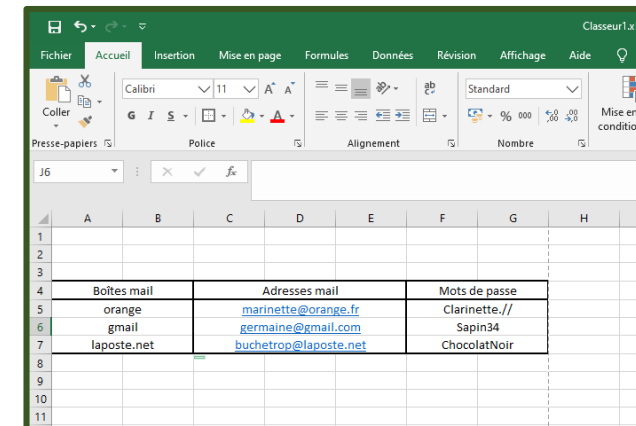 Classeur1.x
Fichier Accueil Insertion Mise en page Formules Données Révision Affichage Aide
Calibri 11 A A ab Standard
Coller G I S A % 000 Mise en
condition
Presse-papiers Police Alignement Nombre
J6 fx
A B C D E F G H
1
2
3
4 Boîtes mail Adresses mail Mots de passe
5 orange marinette@orange.fr Clarinette.//
6 gmail germaine@gmail.com Sapin34
7 laposte.net buchetrop@laposte.net ChocolatNoir
8
9
10
11